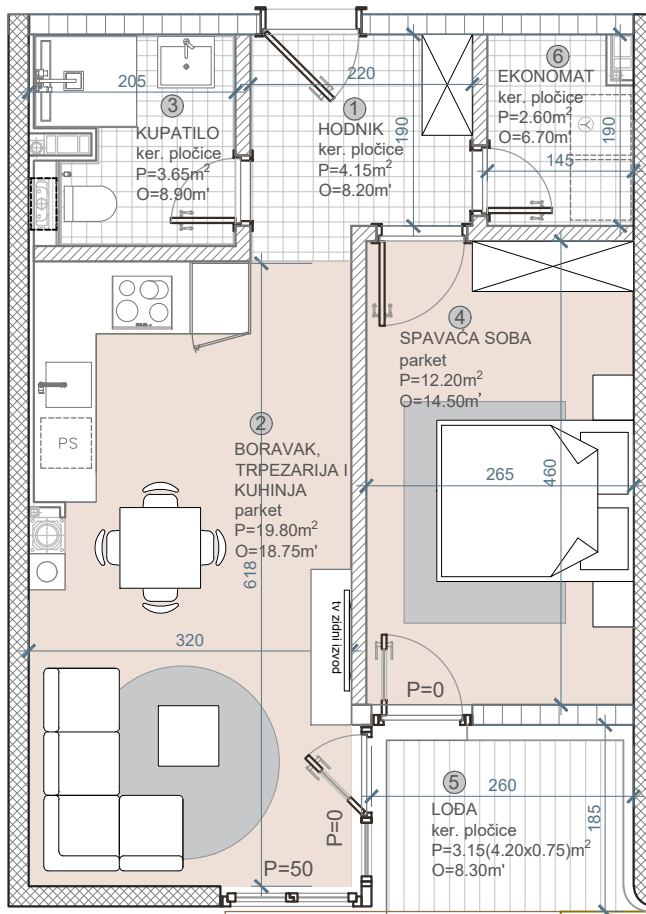 205
3
KUPATILO
ker. pločice
P=3.65m²
O=8.90m'
220
1
HODNIK
ker. pločice
P=4.15m²
O=8.20m'
190
6
EKONOMAT
ker. pločice
P=2.60m²
O=6.70m'
190
145
4
SPAVAĆA SOBA
parket
P=12.20m²
O=14.50m'
265
460
PS
2
BORAVAK,
TRPEZARIJA I
KUHINJA
parket
P=19.80m²
O=18.75m'
618
320
tv zidni izvod
P=0
P=0
P=50
5
LOĐA
ker. pločice
P=3.15(4.20x0.75)m²
O=8.30m'
260
185